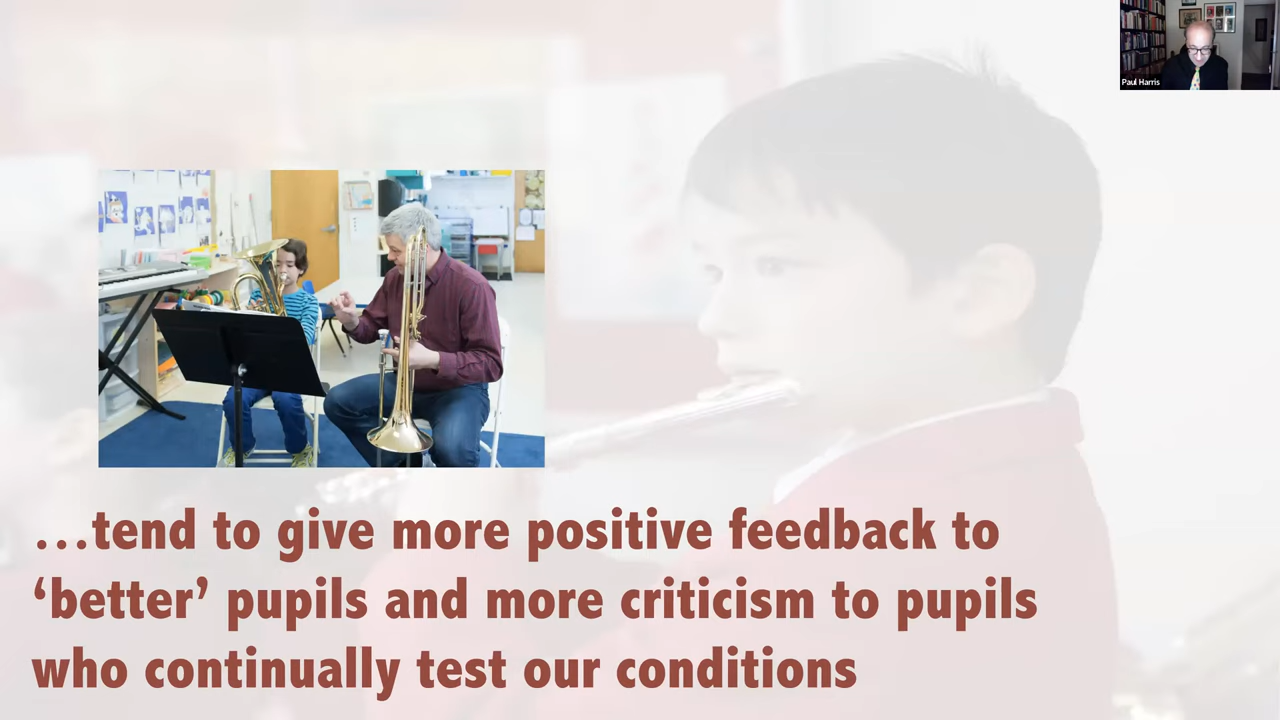 Paul Harris
…tend to give more positive feedback to
‘better’ pupils and more criticism to pupils
who continually test our conditions